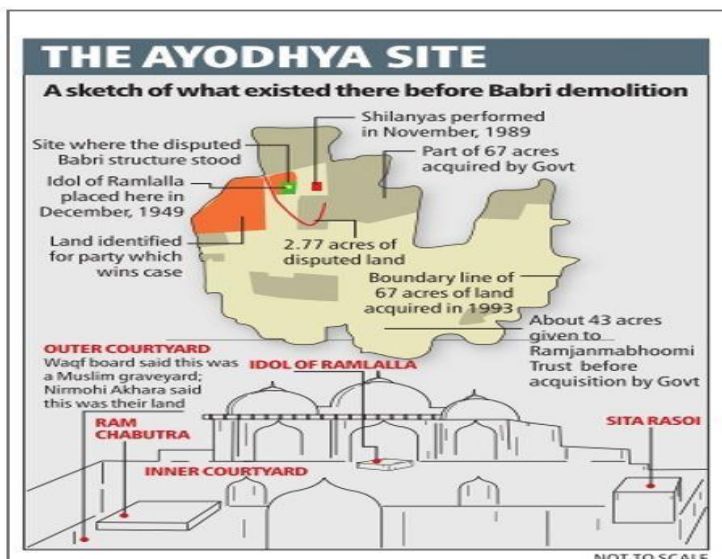 THE AYODHYA SITE
A sketch of what existed there before Babri demolition
Shilanyas performed
in November, 1989
Site where the disputed
Babri structure stood
Part of 67 acres
acquired by Govt
Idol of Ramlalla
placed here in
December, 1949
Land identified
for party which
wins case
2.77 acres of
disputed land
Boundary line of
67 acres of land
acquired in 1993
About 43 acres
given to
Ramjanmabhoomi
Trust before
acquisition by Govt
OUTER COURTYARD
Waqf board said this was
a Muslim graveyard;
Nirmohi Akhara said
this was their land
IDOL OF RAMLALLA
RAM
CHABUTRA
SITA RASOI
INNER COURTYARD
NOT TO SCALE